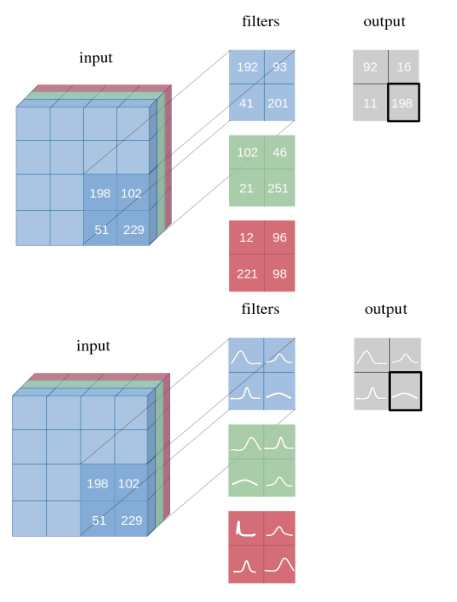 filters
output
input
192 93
92 16
41 201
11 198
102 46
198 102
21 251
51 229
12 96
221 98
filters
output
input
198 102
51 229